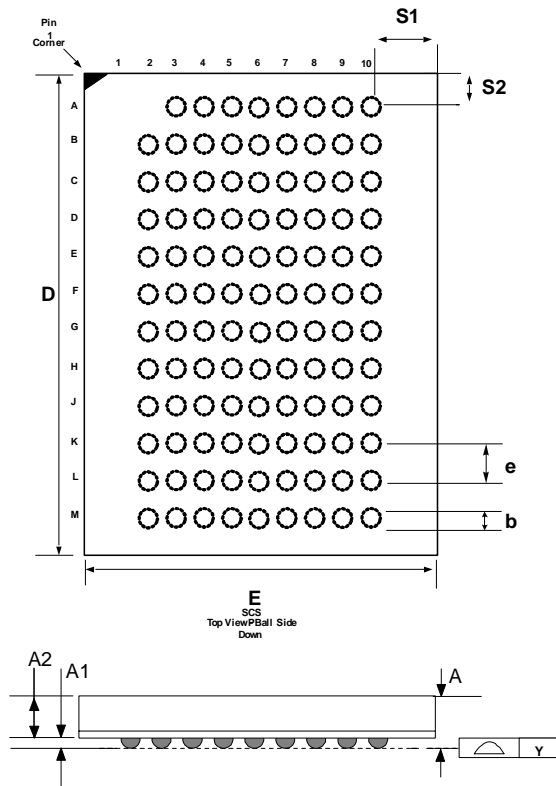 Pin
1
Corner
S1
1 2 3 4 5 6 7 8 9 10
S2
A
B
C
D
E
D
F
G
H
J
K
e
L
M
b
E
SCS
Top ViewPBall Side
Down
A2
A1
A
Y